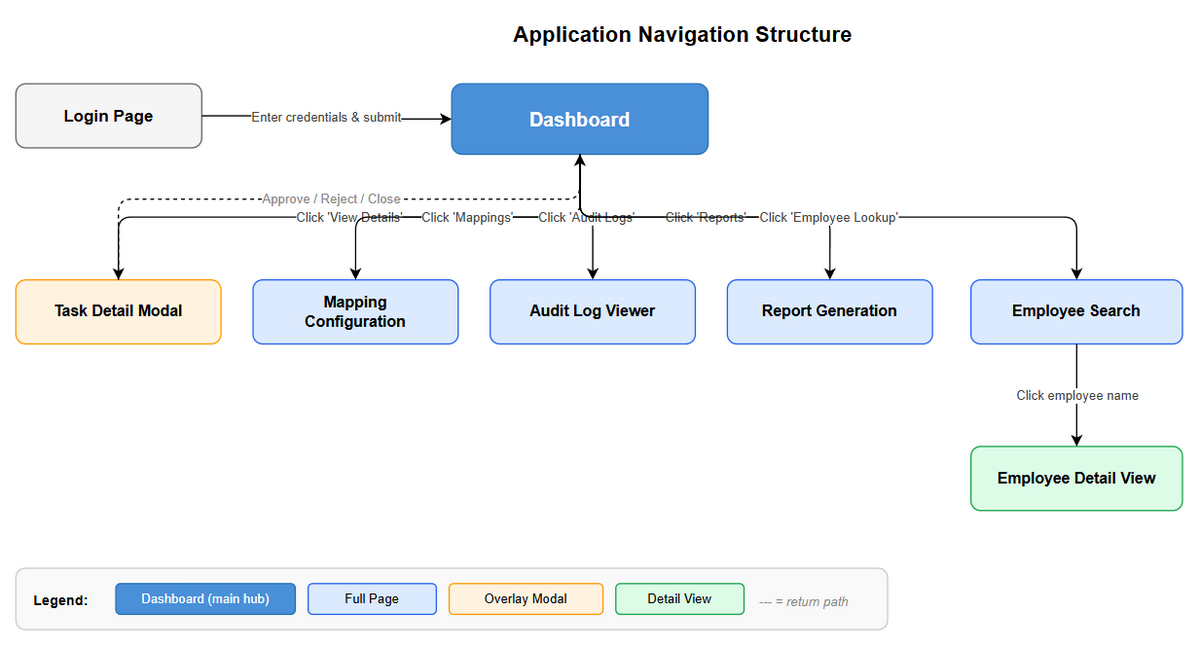 Application Navigation Structure
Login Page
Enter credentials & submit
Dashboard
Approve / Reject / Close
Click 'View Details'
Click 'Mappings'
Click 'Audit Logs'
Click 'Reports'
Click 'Employee Lookup'
Task Detail Modal
Mapping
Configuration
Audit Log Viewer
Report Generation
Employee Search
Click employee name
Employee Detail View
Legend:
Dashboard (main hub)
Full Page
Overlay Modal
Detail View
--- = return path